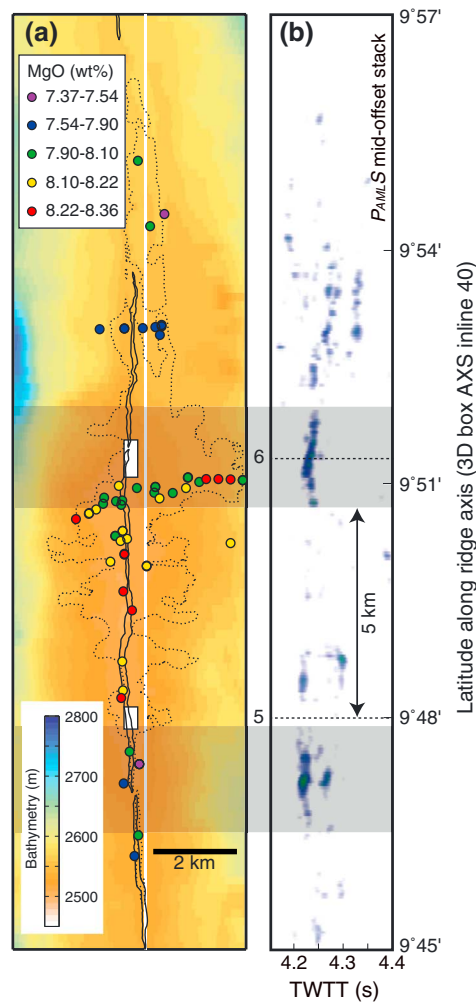 (a)
MgO (wt%)
7.37-7.54
7.54-7.90
7.90-8.10
8.10-8.22
8.22-8.36
Bathymetry (m)
2800
2700
2600
2500
2 km
(b)
PAMLS mid-offset stack
6
5
5 km
9°57'
9°54'
9°51'
9°48'
9°45'
Latitude along ridge axis (3D box AXS inline 40)
4.2 4.3 4.4
TWTT (s)